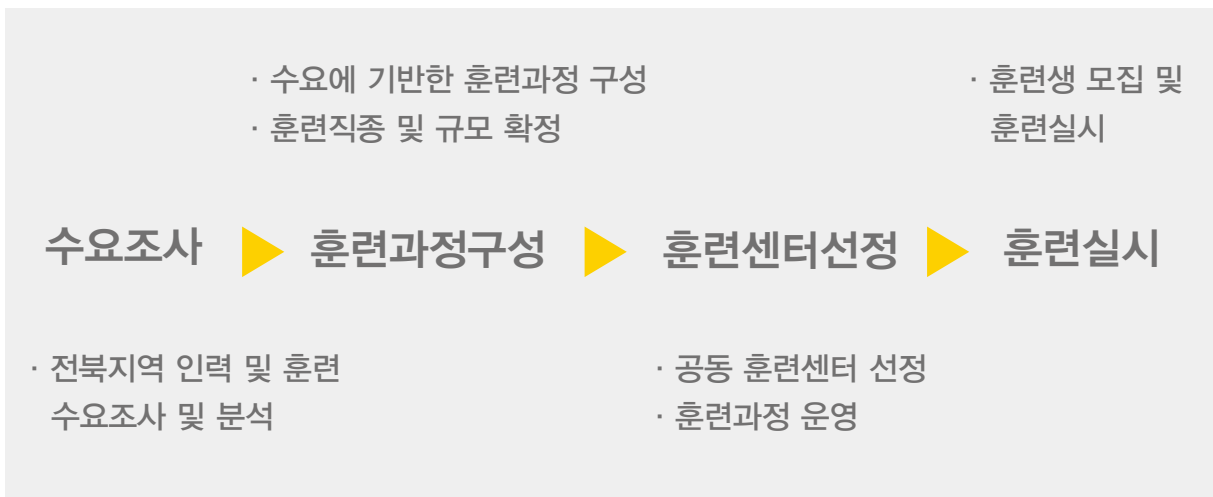 · 수요에 기반한 훈련과정 구성
· 훈련직종 및 규모 확정
· 훈련생 모집 및
훈련실시
수요조사 훈련과정구성 훈련센터선정 훈련실시
· 전북지역 인력 및 훈련
수요조사 및 분석
· 공동 훈련센터 선정
· 훈련과정 운영